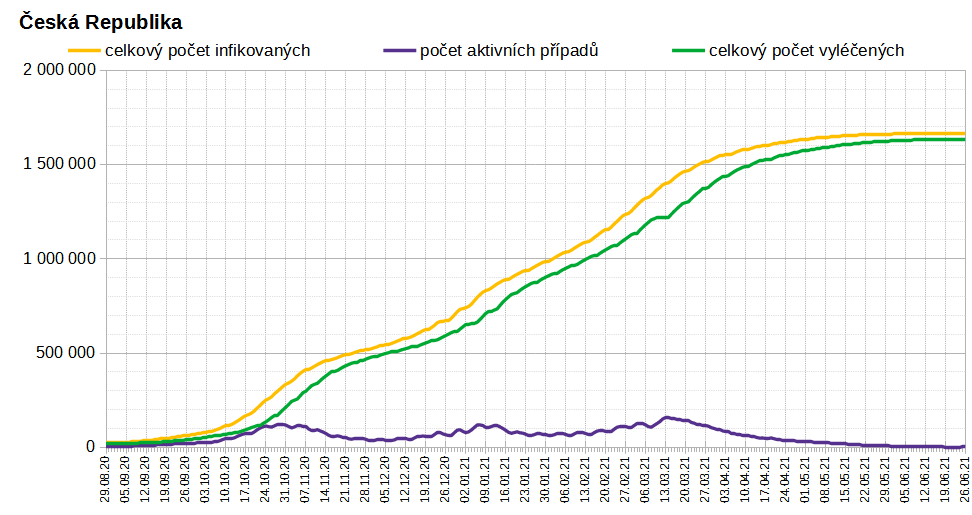 Česká Republika
celkový počet infikovaných počet aktivních případů celkový počet vyléčených
2 000 000
1 500 000
1 000 000
500 000
0
29.08.20 05.09.20 12.09.20 19.09.20 26.09.20 03.10.20 10.10.20 17.10.20 24.10.20 31.10.20 07.11.20 14.11.20 21.11.20 28.11.20 05.12.20 12.12.20 19.12.20 26.12.20 02.01.21 09.01.21 16.01.21 23.01.21 30.01.21 06.02.21 13.02.21 20.02.21 27.02.21 06.03.21 13.03.21 20.03.21 27.03.21 03.04.21 10.04.21 17.04.21 24.04.21 01.05.21 08.05.21 15.05.21 22.05.21 29.05.21 05.06.21 12.06.21 19.06.21 26.06.21